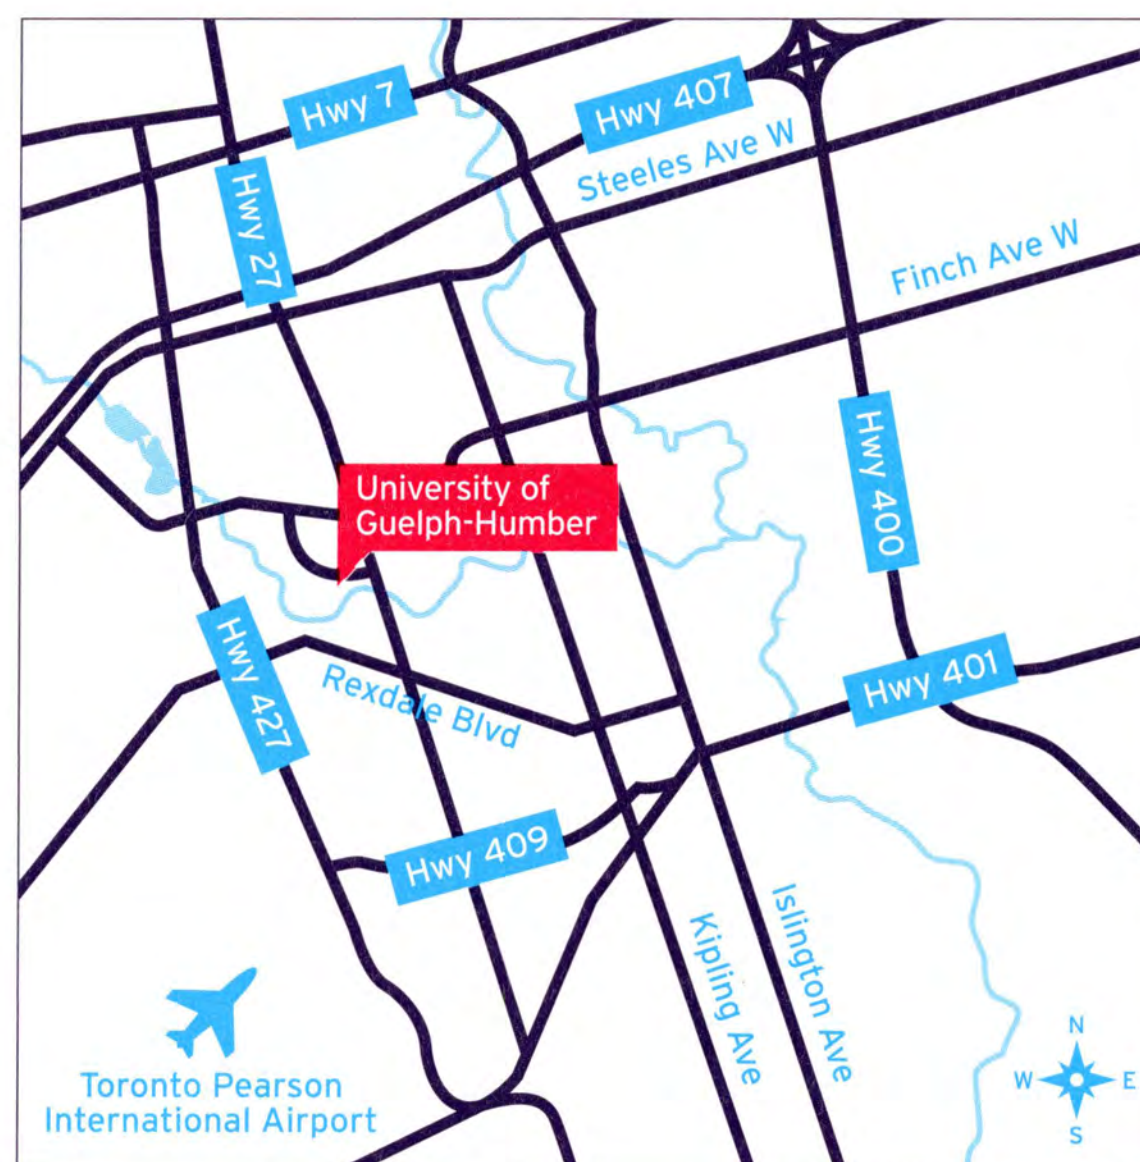 Hwy 7
Hwy 407
Steeles Ave W
Hwy 27
Finch Ave W
Hwy 400
University of
Guelph-Humber
Hwy 427
Rexdale Blvd
Hwy 401
Hwy 409
Kipling Ave
Islington Ave
Toronto Pearson
International Airport
N
W E
S